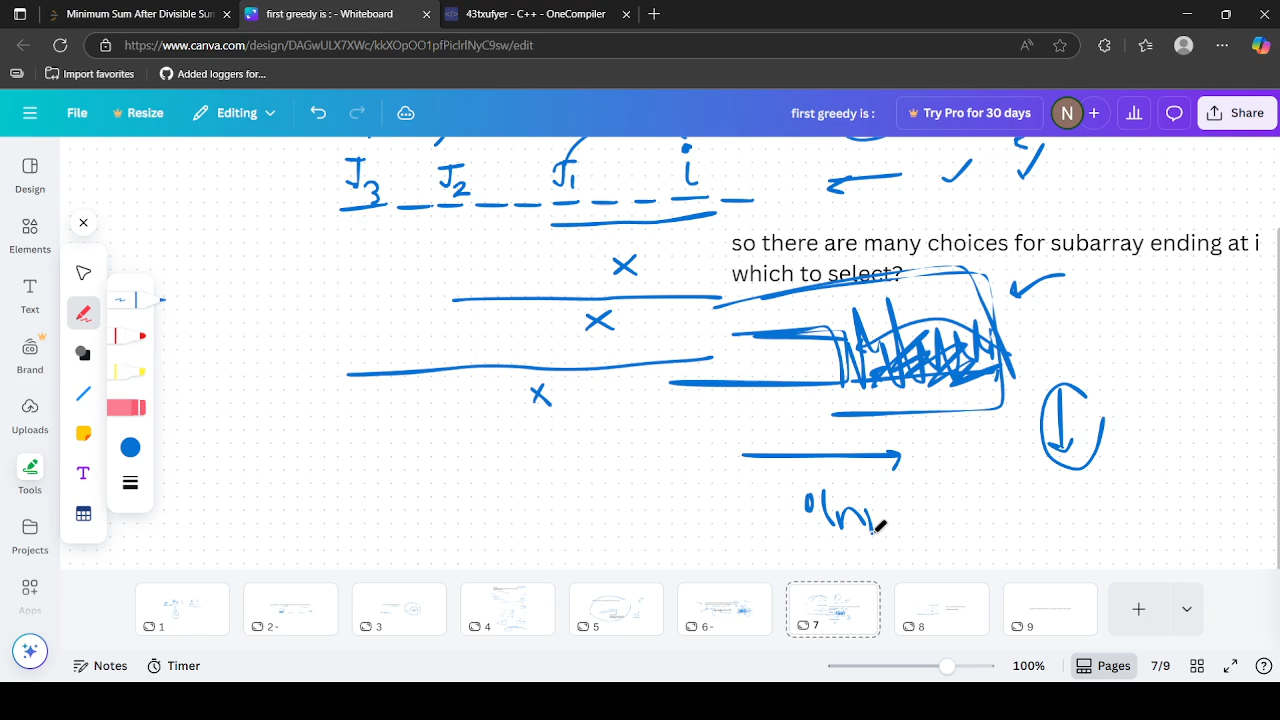 Minimum Sum After Divisible Sur
first greedy is : - Whiteboard
43txufyer - C++ - OneCompiler
https://www.canva.com/design/DAGwULX7XWc/kkXOpOO1pfPiclrlNyC9sw/edit
Import favorites
Added loggers for...
File
Resize
Editing
first greedy is :
N
Try Pro for 30 days
Share
Design
Elements
Text
Brand
Uploads
Tools
Projects
Apps
J3 J2 J1 i
so there are many choices for subarray ending at i
which to select?
x
x
x
1
2-
3
4
5
6-
7
8
9
Notes
Timer
100%
Pages
7/9